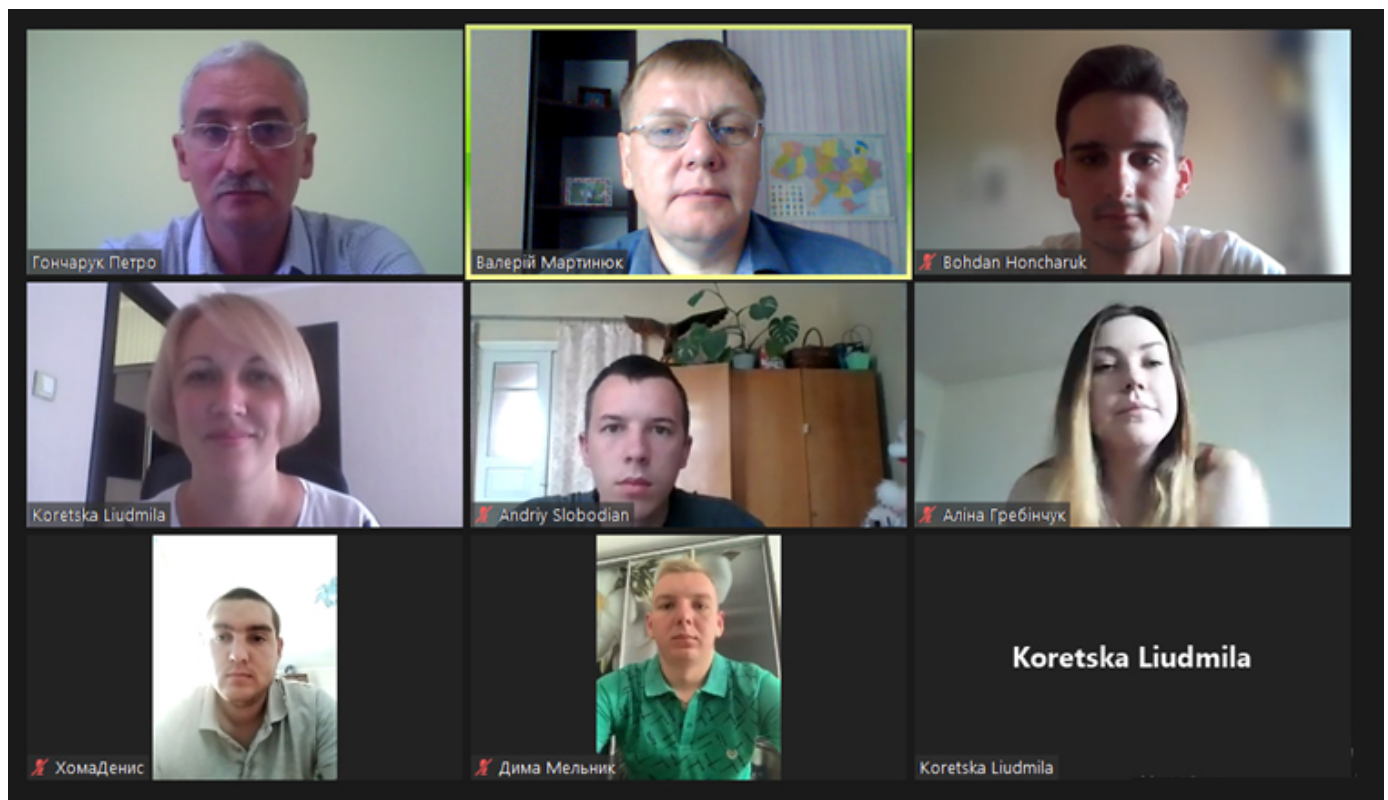 Гончарук Петро
Валерій Мартинюк
Bohdan Honcharuk
Koretska Liudmila
Andriy Slobodian
Аліна Гребінчук
ХомаДенис
Дима Мельник
Koretska Liudmila
Koretska Liudmila